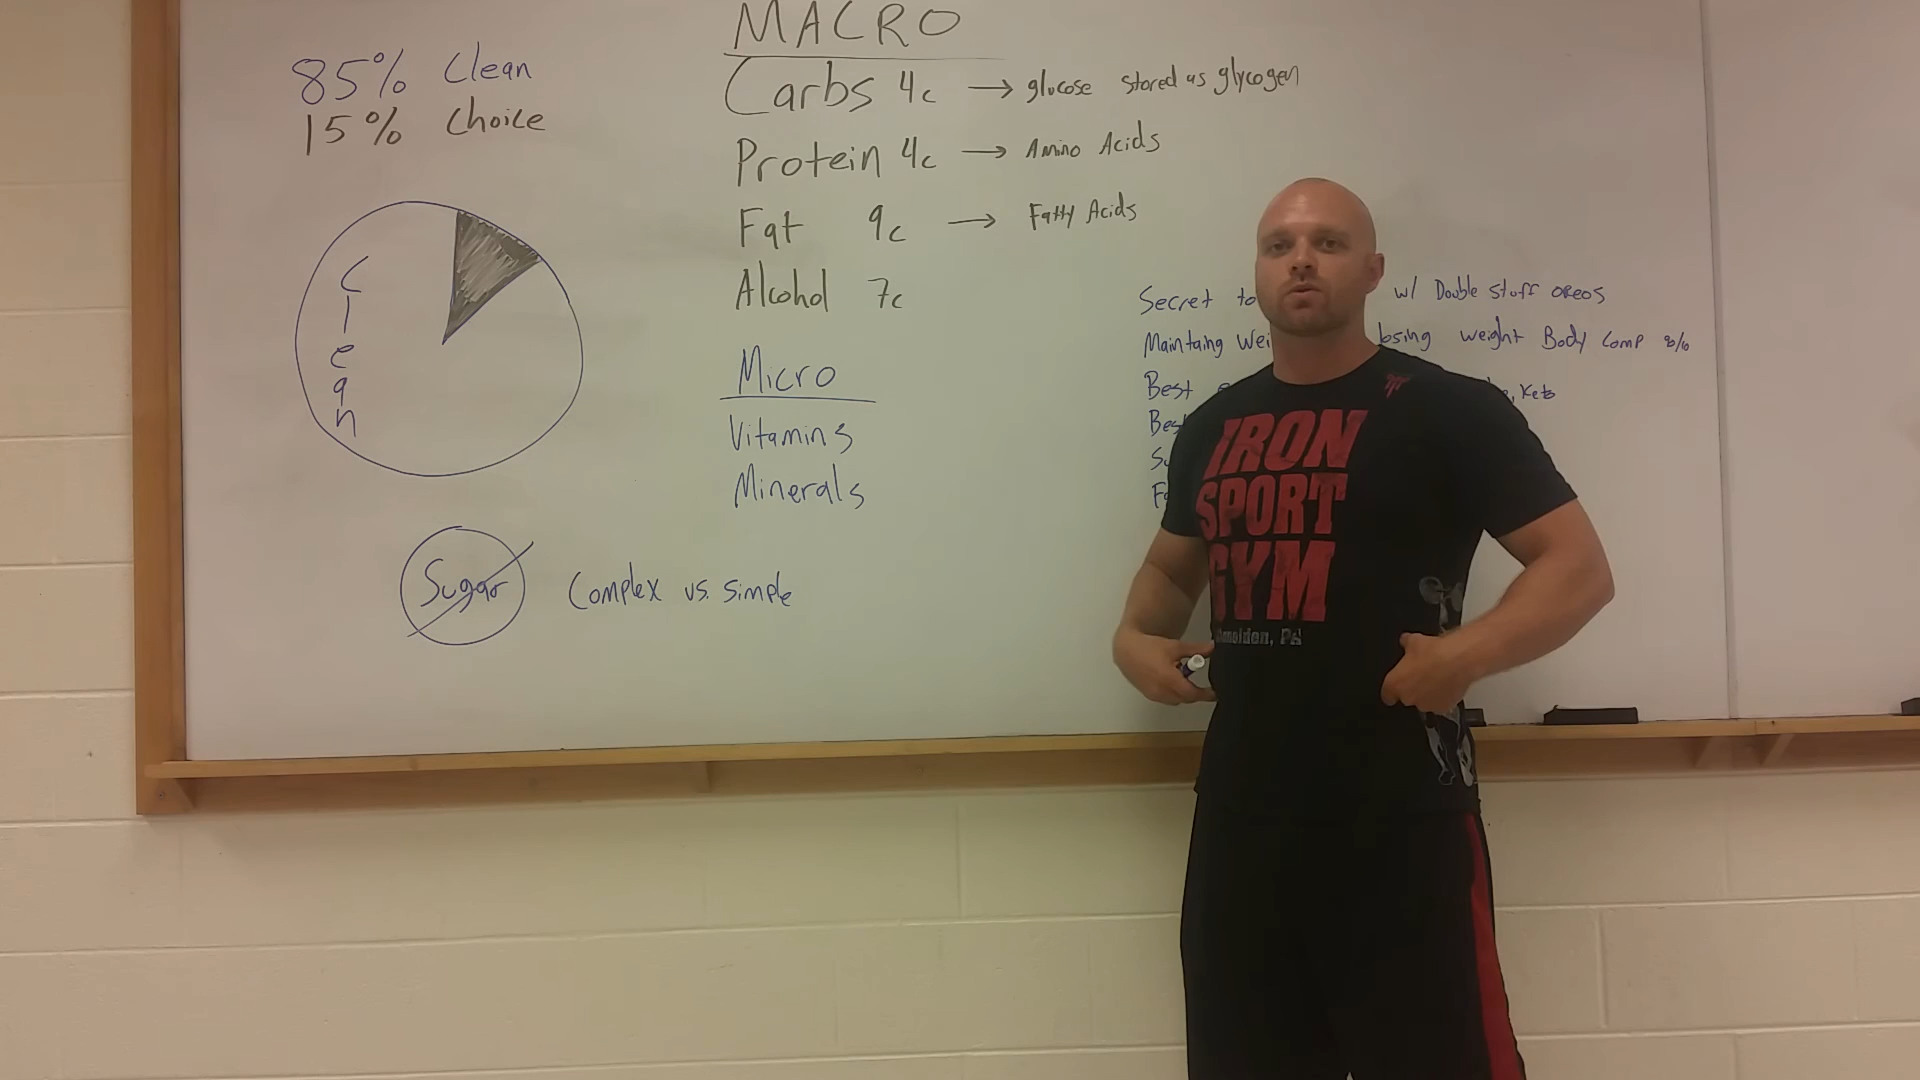 85% Clean
15% Choice
Clean
Sugar
Complex vs. simple
MACRO
Carbs 4c → glucose stored as glycogen
Protein 4c → Amino Acids
Fat 9c → Fatty Acids
Alcohol 7c
Micro
Vitamins
Minerals
Secret to w/ Double stuff oreos
Maintaing weight Body Comp %
Best Keto
IRON
SPORT
GYM